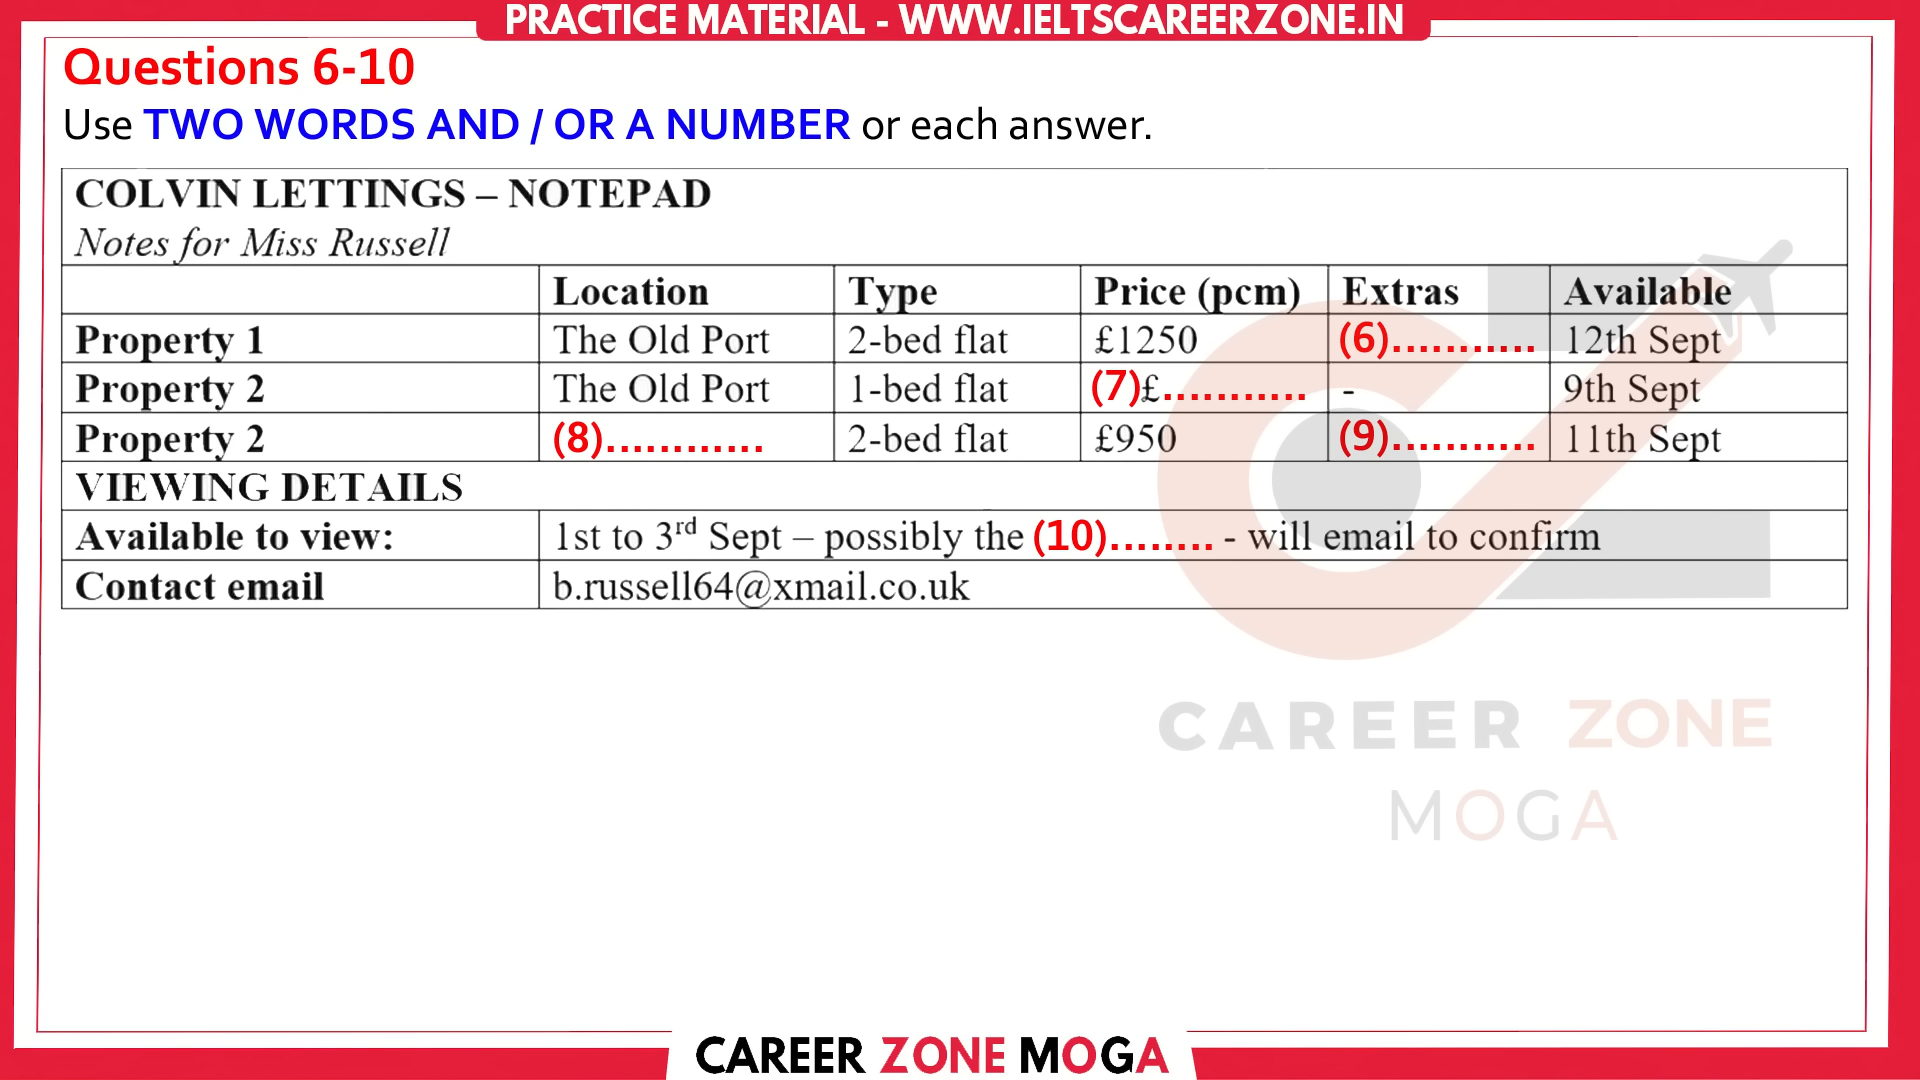 PRACTICE MATERIAL - WWW.IELTSCAREERZONE.IN
Questions 6-10
Use TWO WORDS AND / OR A NUMBER or each answer.
COLVIN LETTINGS – NOTEPAD
Notes for Miss Russell
Location Type Price (pcm) Extras Available
Property 1 The Old Port 2-bed flat £1250 (6)........... 12th Sept
Property 2 The Old Port 1-bed flat (7)£........... - 9th Sept
Property 2 (8)............ 2-bed flat £950 (9)........... 11th Sept
VIEWING DETAILS
Available to view: 1st to 3rd Sept – possibly the (10)........ - will email to confirm
Contact email b.russell64@xmail.co.uk
CAREER ZONE
MOGA
CAREER ZONE MOGA